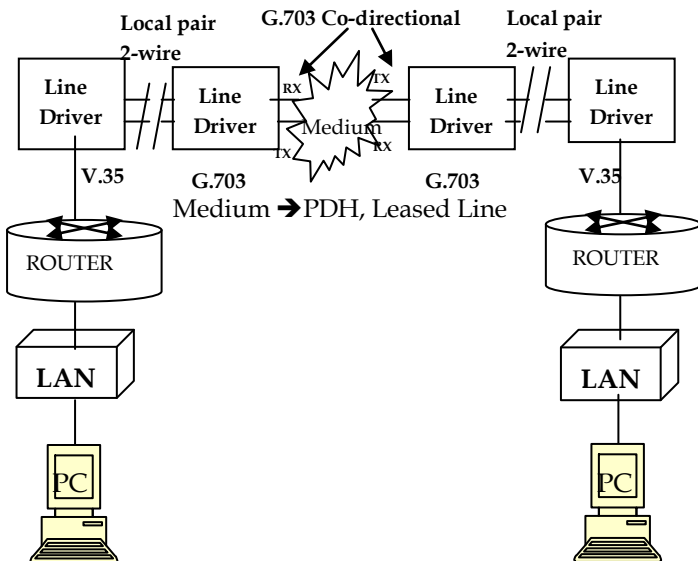 G.703 Co-directional
Local pair
2-wire
Local pair
2-wire
Line
Driver
Line
Driver
RX
TX
Medium
TX
RX
Line
Driver
Line
Driver
V.35
G.703
G.703
V.35
Medium ➔PDH, Leased Line
ROUTER
ROUTER
LAN
LAN
PC
PC